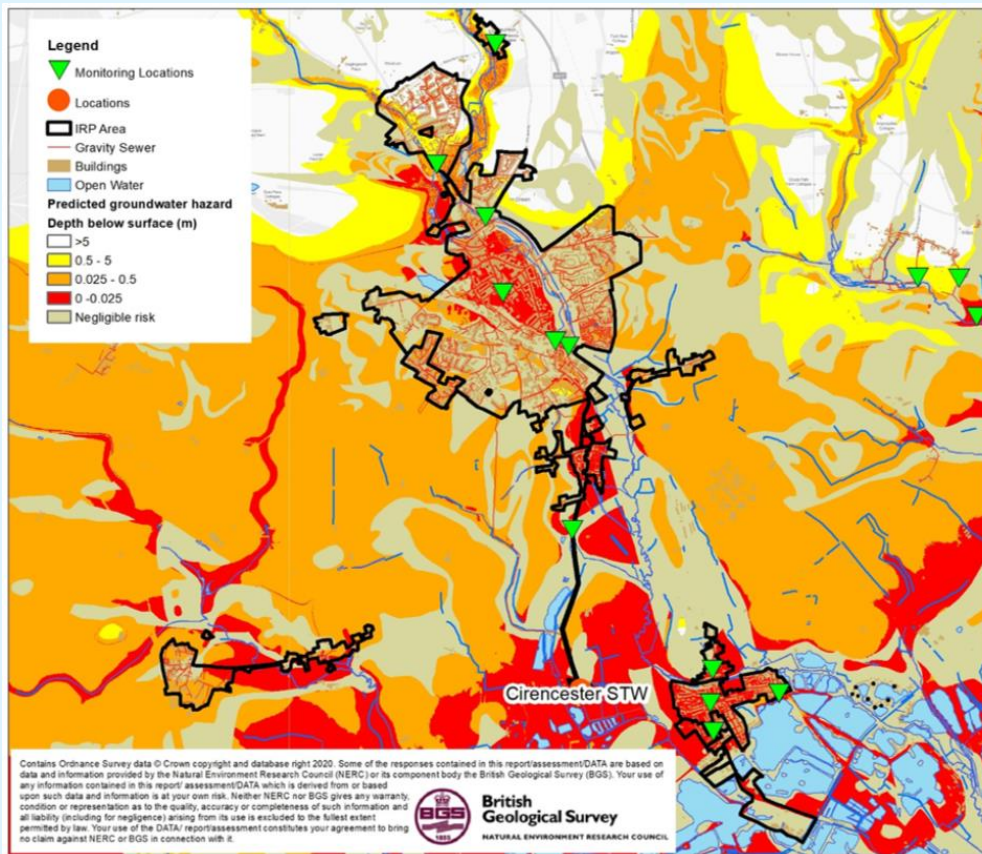 Legend
Monitoring Locations
Locations
IRP Area
Gravity Sewer
Buildings
Open Water
Predicted groundwater hazard
Depth below surface (m)
>5
0.5 - 5
0.025 - 0.5
0 -0.025
Negligible risk
Cirencester STW
Contains Ordnance Survey data © Crown copyright and database right 2020. Some of the responses contained in this report/assessment/DATA are based on
data and information provided by the Natural Environment Research Council (NERC) or its component body the British Geological Survey (BGS). Your use of
any information contained in this report/ assessment/DATA which is derived from or based
upon such data and information is at your own risk. Neither NERC nor BGS gives any warranty,
condition or representation as to the quality, accuracy or completeness of such information and
all liability (including for negligence) arising from its use is excluded to the fullest extent
permitted by law. Your use of the DATA/ report/assessment constitutes your agreement to bring
no claim against NERC or BGS in connection with it.
BGS
1835
British
Geological Survey
NATURAL ENVIRONMENT RESEARCH COUNCIL